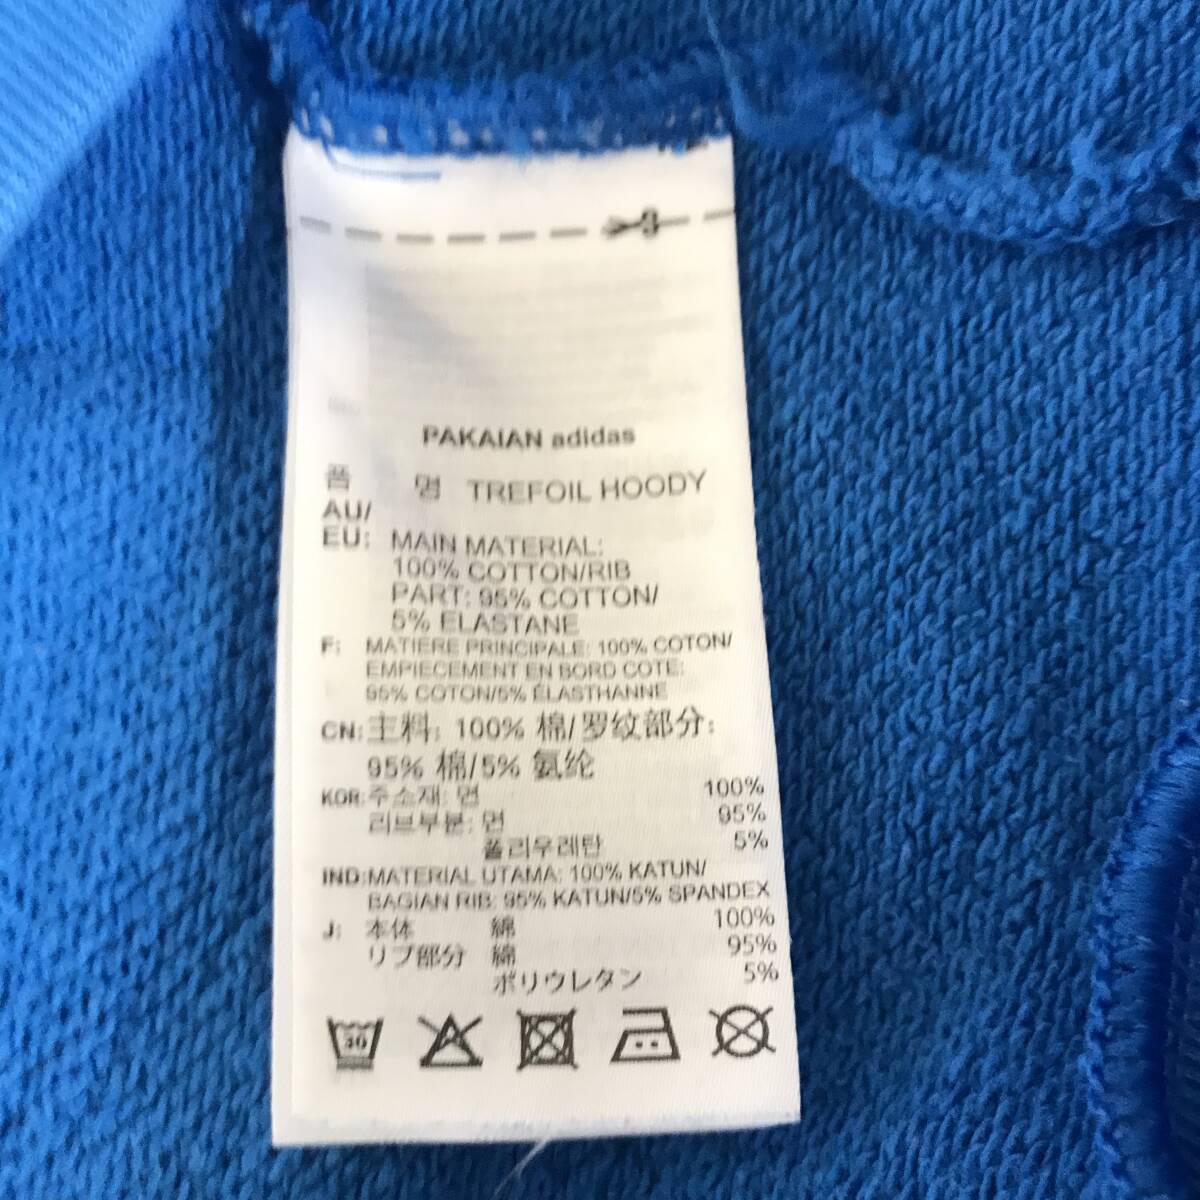 PAKAIAN adidas
품 명 TREFOIL HOODY
AU/
EU: MAIN MATERIAL:
100% COTTON/RIB
PART: 95% COTTON/
5% ELASTANE
F: MATIERE PRINCIPALE: 100% COTON/
EMPIECEMENT EN BORD COTE:
95% COTON/5% ÉLASTHANNE
CN: 主料: 100% 棉/罗纹部分:
95% 棉/5% 氨纶
KOR: 주소재: 면 100%
리브부분: 면 95%
폴리우레탄 5%
IND: MATERIAL UTAMA: 100% KATUN/
BAGIAN RIB: 95% KATUN/5% SPANDEX
J: 本体 綿 100%
リブ部分 綿 95%
ポリウレタン 5%
30